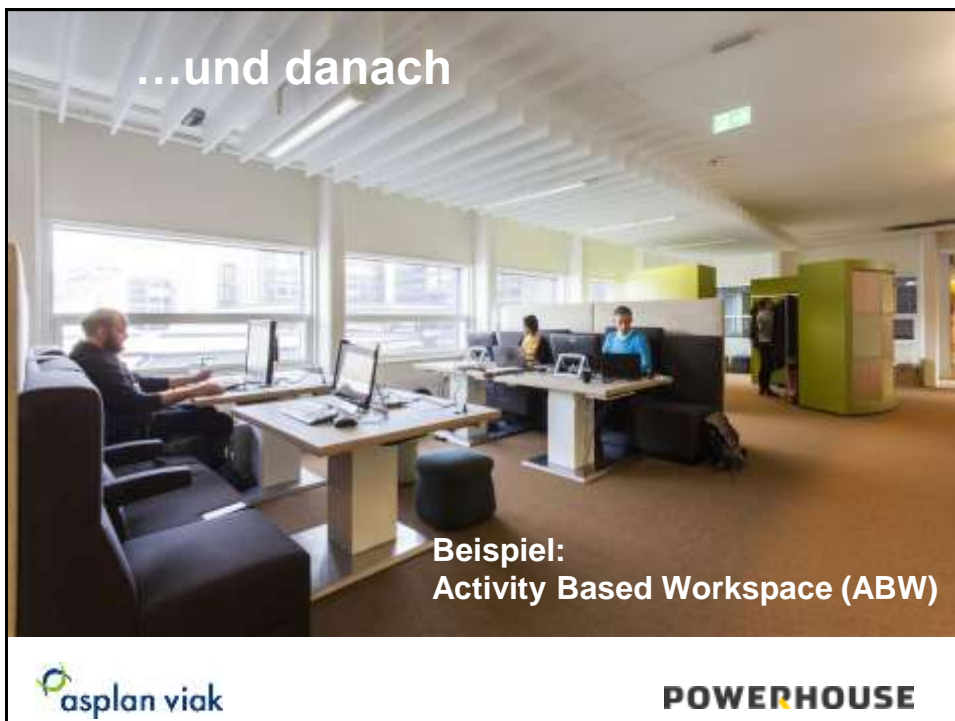 …und danach
Beispiel:
Activity Based Workspace (ABW)
asplan viak
POWERHOUSE